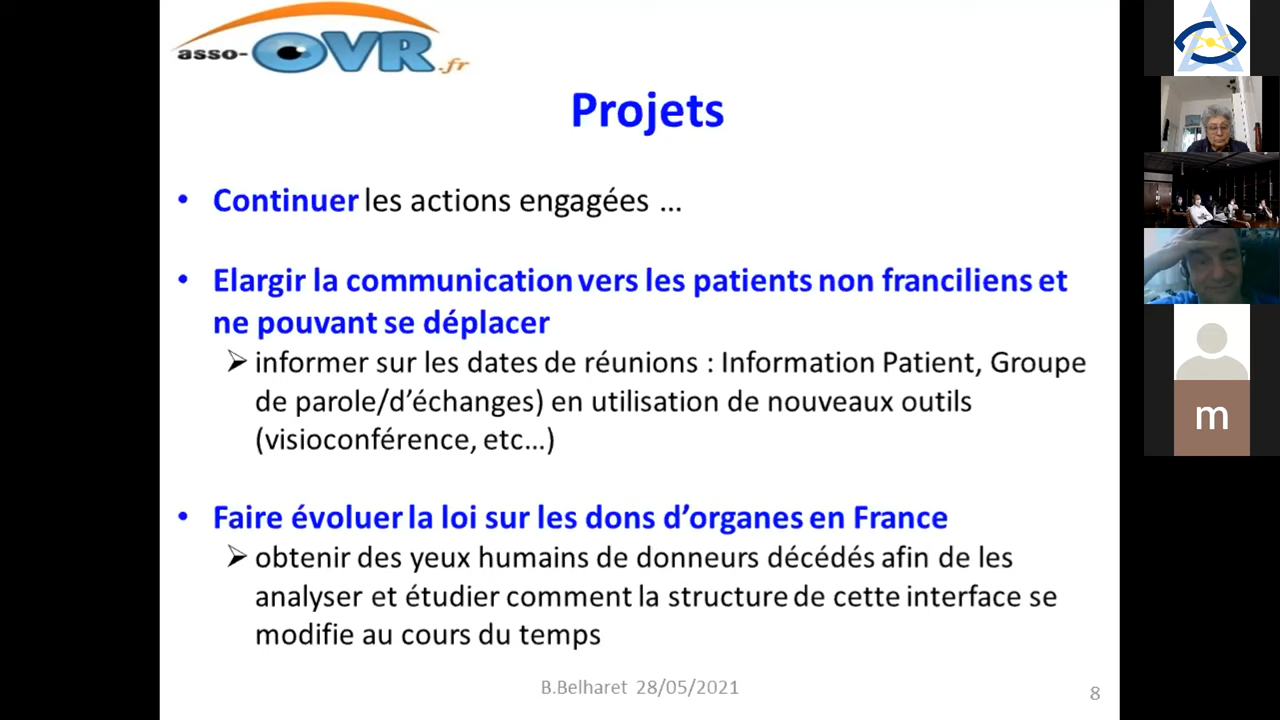 asso-OVR.fr
Projets
• Continuer les actions engagées ...
• Elargir la communication vers les patients non franciliens et
ne pouvant se déplacer
➢ informer sur les dates de réunions : Information Patient, Groupe
de parole/d’échanges) en utilisation de nouveaux outils
(visioconférence, etc...)
• Faire évoluer la loi sur les dons d’organes en France
➢ obtenir des yeux humains de donneurs décédés afin de les
analyser et étudier comment la structure de cette interface se
modifie au cours du temps
B.Belharet 28/05/2021
8
m